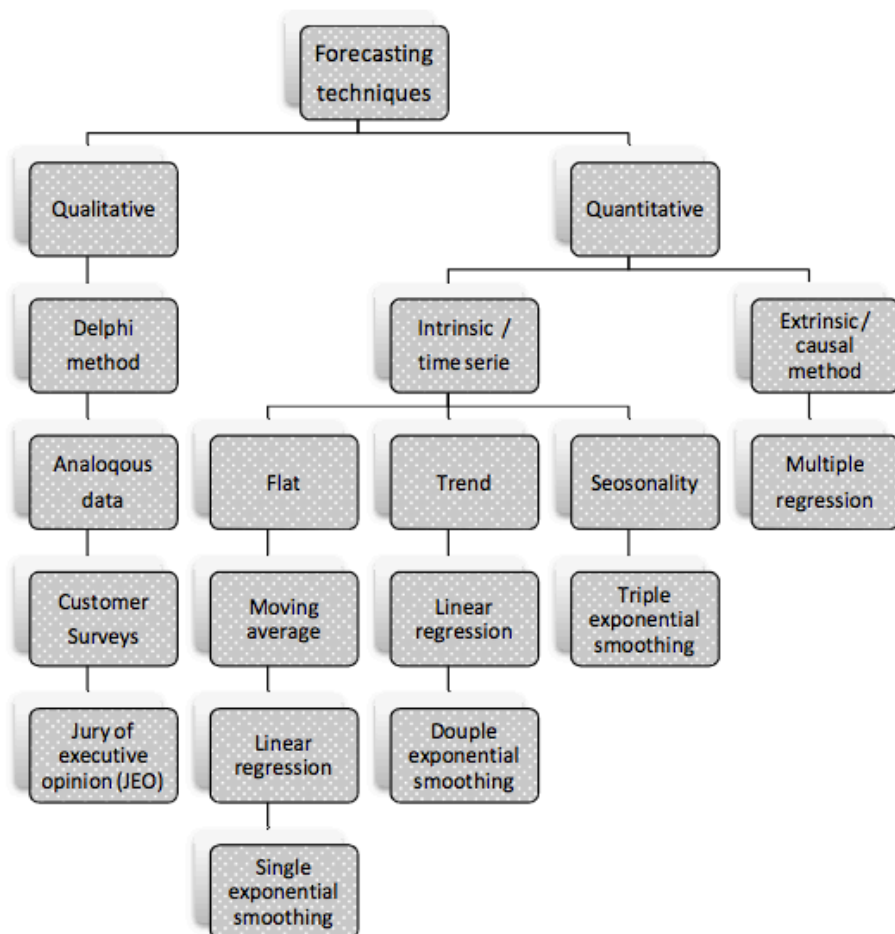 Forecasting
techniques
Qualitative
Quantitative
Delphi
method
Intrinsic /
time serie
Extrinsic /
causal
method
Analoqous
data
Flat
Trend
Seosonality
Multiple
regression
Customer
Surveys
Moving
average
Linear
regression
Triple
exponential
smoothing
Jury of
executive
opinion (JEO)
Linear
regression
Douple
exponential
smoothing
Single
exponential
smoothing